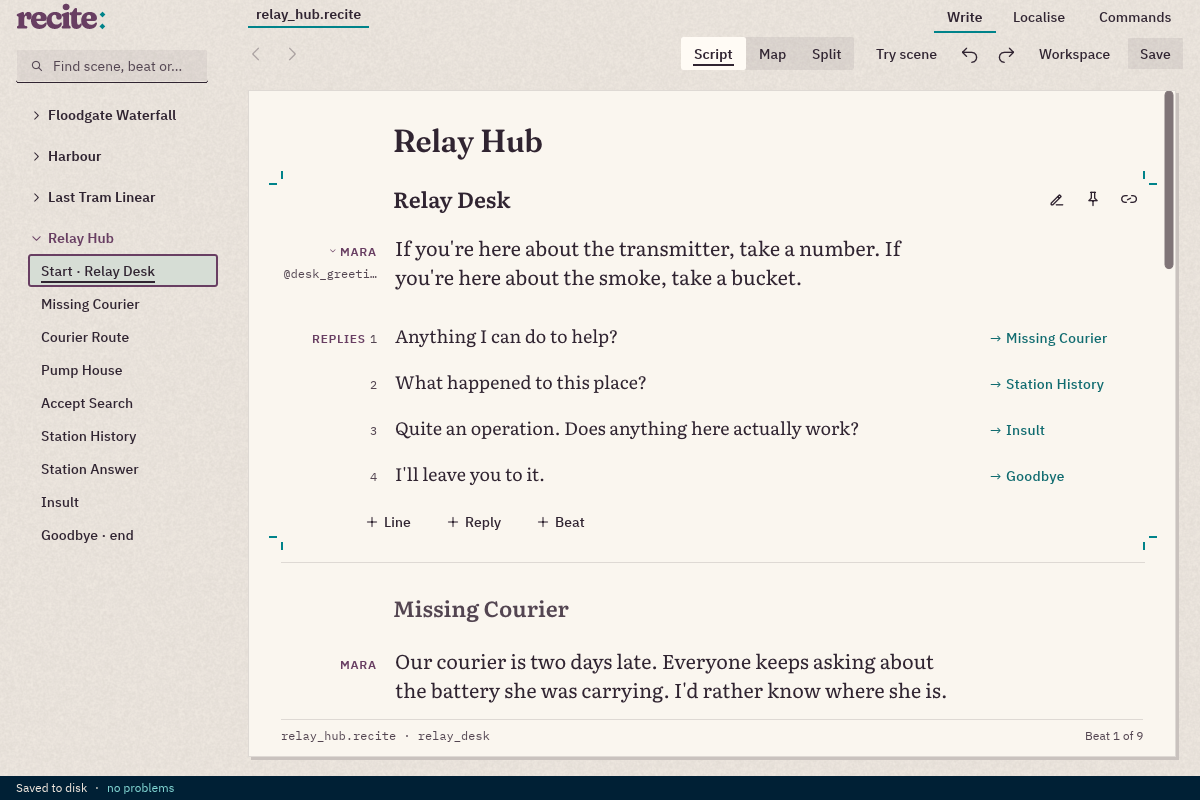 recite:
relay_hub.recite
Write Localise Commands
Find scene, beat or...
Script Map Split Try scene Workspace Save
Floodgate Waterfall
Harbour
Last Tram Linear
Relay Hub
Start · Relay Desk
Missing Courier
Courier Route
Pump House
Accept Search
Station History
Station Answer
Insult
Goodbye · end
Relay Hub
Relay Desk
MARA
@desk_greeti…
If you're here about the transmitter, take a number. If
you're here about the smoke, take a bucket.
REPLIES 1 Anything I can do to help? → Missing Courier
2 What happened to this place? → Station History
3 Quite an operation. Does anything here actually work? → Insult
4 I'll leave you to it. → Goodbye
+ Line + Reply + Beat
Missing Courier
MARA Our courier is two days late. Everyone keeps asking about
the battery she was carrying. I'd rather know where she is.
relay_hub.recite · relay_desk Beat 1 of 9
Saved to disk · no problems